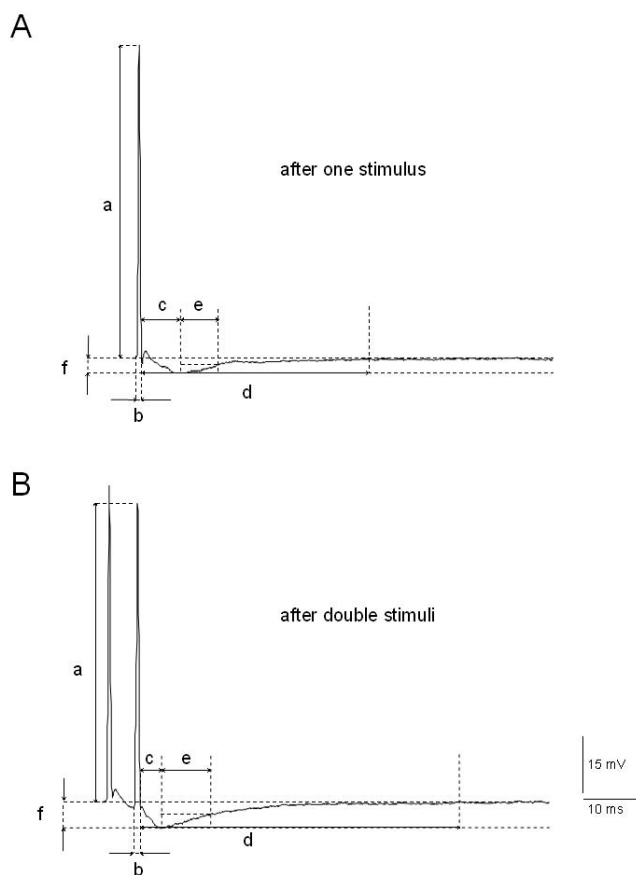 A
after one stimulus
a
c e
f
d
b
B
after double stimuli
a
c e
15 mV
10 ms
f
d
b